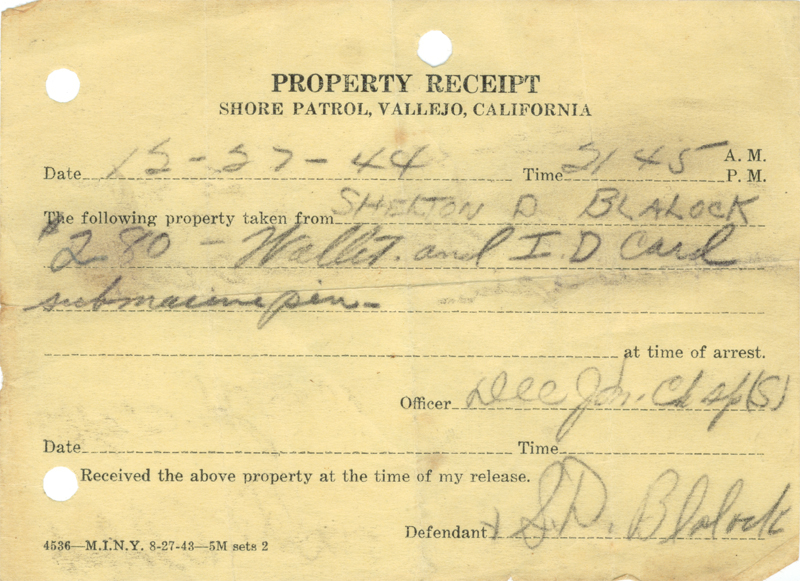 PROPERTY RECEIPT
SHORE PATROL, VALLEJO, CALIFORNIA
Date 12-27-44 Time 2145 A. M.
P. M.
The following property taken from SHELTON D BLALOCK
$2.80 - Wallet. and I.D Card
submarine pin -
at time of arrest.
Officer
Date Time
Received the above property at the time of my release.
Defendant x S.D. Blalock
4536—M.I.N.Y. 8-27-43—5M sets 2